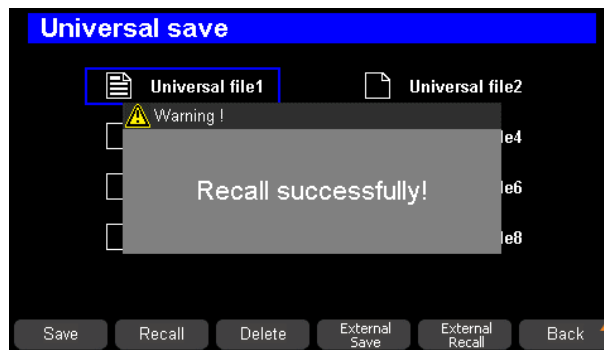 Universal save
Universal file1 Universal file2
Warning !
le4
Recall successfully!
le6
le8
Save Recall Delete External Save External Recall Back